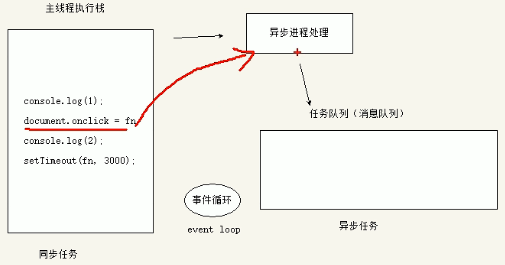 主线程执行栈
异步进程处理
console.log(1);
document.onclick = fn
console.log(2);
setTimeout(fn, 3000);
任务队列（消息队列）
事件循环
event loop
同步任务
异步任务